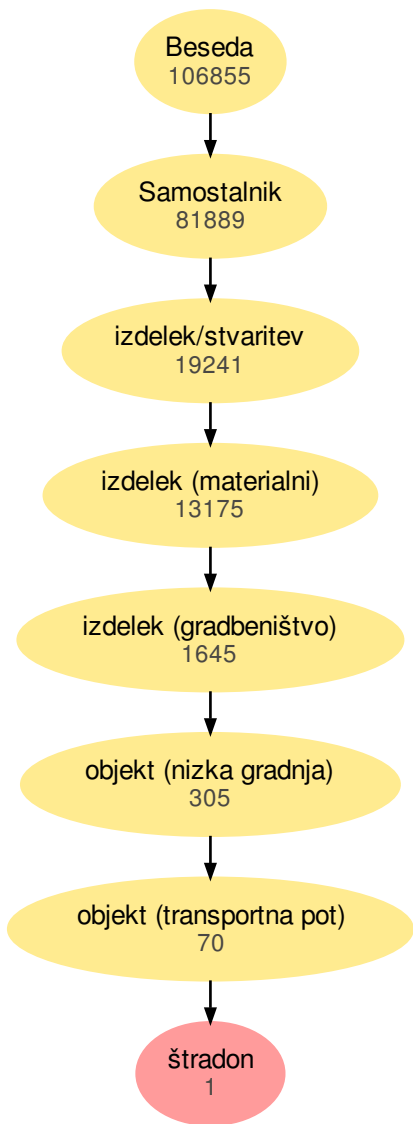 Beseda
106855
Samostalnik
81889
izdelek/stvaritev
19241
izdelek (materialni)
13175
izdelek (gradbeništvo)
1645
objekt (nizka gradnja)
305
objekt (transportna pot)
70
štradon
1